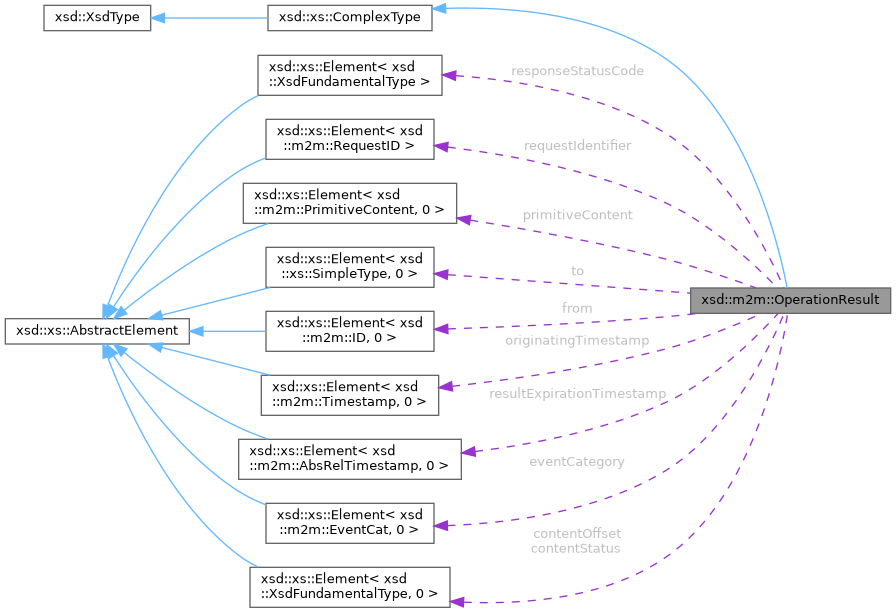 xsd::XsdType
xsd::xs::ComplexType
xsd::xs::Element< xsd
::XsdFundamentalType >
responseStatusCode
xsd::xs::Element< xsd
::m2m::RequestID >
requestIdentifier
xsd::xs::Element< xsd
::m2m::PrimitiveContent, 0 >
primitiveContent
xsd::xs::Element< xsd
::xs::SimpleType, 0 >
to
xsd::m2m::OperationResult
xsd::xs::AbstractElement
xsd::xs::Element< xsd
::m2m::ID, 0 >
from
originatingTimestamp
xsd::xs::Element< xsd
::m2m::Timestamp, 0 >
resultExpirationTimestamp
xsd::xs::Element< xsd
::m2m::AbsRelTimestamp, 0 >
eventCategory
xsd::xs::Element< xsd
::m2m::EventCat, 0 >
contentOffset
contentStatus
xsd::xs::Element< xsd
::XsdFundamentalType, 0 >